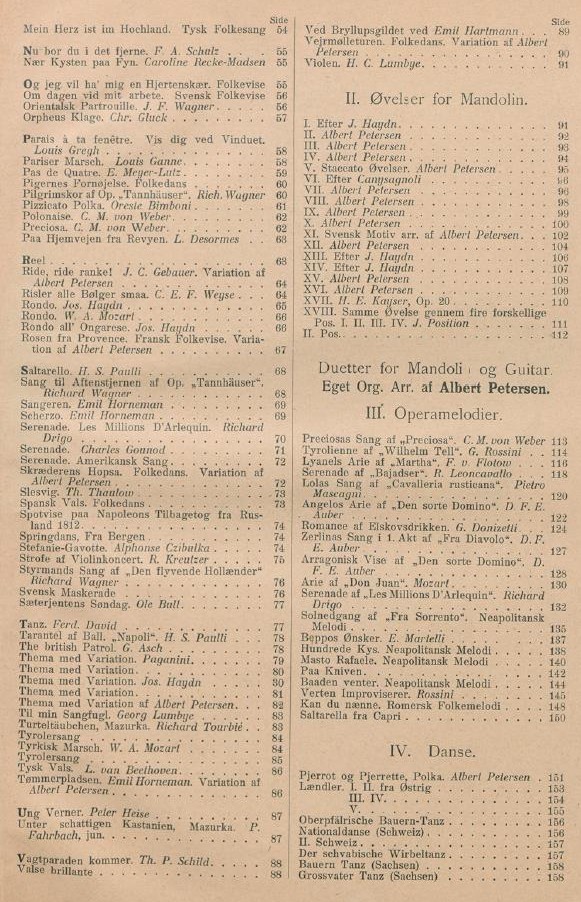 Side
Mein Herz ist im Hochland. Tysk Folkesang 54
Nu bor du i det fjerne. F. A. Schulz . . . 55
Nær Kysten paa Fyn. Caroline Recke-Madsen 55
Og jeg vil ha' mig en Hjertenskær. Folkevise 55
Om dagen vid mit arbete. Svensk Folkevise 56
Orientalsk Partrouille. J. F. Wagner . . . . 56
Orpheus Klage. Chr. Gluck . . . . . . 57
Parais à ta fenêtre. Vis dig ved Vinduet.
Louis Gregh . . . . . . . . . . 58
Pariser Marsch. Louis Ganne . . . . . . 58
Pas de Quatre. E. Meyer-Lutz . . . . . . 59
Pigernes Fornøjelse. Folkedans . . . . . 60
Pilgrimskor af Op. „Tannhäuser“. Rich. Wagner 60
Pizzicato Polka. Oreste Bimboni . . . . . 61
Polonaise. C. M. von Weber . . . . . . 62
Preciosa. C. M. von Weber . . . . . . 62
Paa Hjemvejen fra Revyen. L. Desormes . . 63
Reel . . . . . . . . . . . . . 63
Ride, ride ranke! J. C. Gebauer. Variation af
Albert Petersen . . . . . . . . . 64
Risler alle Bølger smaa. C. E. F. Weyse . . 64
Rondo. Jos. Haydn . . . . . . . . . 65
Rondo. W. A. Mozart . . . . . . . . 66
Rondo all' Ongarese. Jos. Haydn . . . . . 66
Rosen fra Provence. Fransk Folkevise. Varia-
tion af Albert Petersen . . . . . . . 67
Saltarello. H. S. Paulli . . . . . . . 68
Sang til Aftenstjernen af Op. „Tannhäuser“.
Richard Wagner . . . . . . . . . 68
Sangeren. Emil Horneman . . . . . . . 69
Scherzo. Emil Horneman . . . . . . . 69
Serenade. Les Millions D'Arlequin. Richard
Drigo . . . . . . . . . . . . 70
Serenade. Charles Gounod . . . . . . . 71
Serenade. Amerikansk Sang . . . . . . . 72
Skræderens Hopsa. Folkedans. Variation af
Albert Petersen . . . . . . . . . 72
Slesvig. Th. Thaulow . . . . . . . . 73
Spansk Vals. Folkedans . . . . . . . . 73
Spotvise paa Napoleons Tilbagetog fra Rus-
land 1812 . . . . . . . . . . . 74
Springdans, Fra Bergen . . . . . . . . 74
Stefanie-Gavotte. Alphonse Czibulka . . . . 74
Strofe af Violinkoncert. R. Kreutzer . . . . 75
Styrmands Sang af „Den flyvende Hollænder“
Richard Wagner . . . . . . . . . 76
Svensk Maskerade . . . . . . . . . 76
Sæterjentens Søndag. Ole Bull . . . . . . 77
Tanz. Ferd. David . . . . . . . . . 77
Tarantel af Ball. „Napoli“. H. S. Paulli . . 78
The british Patrol. G. Asch . . . . . . 78
Thema med Variation. Paganini . . . . . 79
Thema med Variation . . . . . . . . 80
Thema med Variation. Jos. Haydn . . . . 80
Thema med Variation . . . . . . . . 81
Thema med Variation af Albert Petersen . . . 82
Til min Sangfugl. Georg Lumbye . . . . . 83
Turteltäubchen, Mazurka. Richard Tourbié . . 83
Tyrolersang . . . . . . . . . . . 84
Tyrkisk Marsch. W. A. Mozart . . . . . 84
Tyrolersang . . . . . . . . . . . 85
Tysk Vals. L. van Beethoven . . . . . . 86
Tømmerpladsen. Emil Horneman. Variation af
Albert Petersen . . . . . . . . . 86
Ung Verner. Peter Heise . . . . . . . 87
Unter schattigen Kastanien, Mazurka. P.
Fahrbach, jun. . . . . . . . . . 87
Vagtparaden kommer. Th. P. Schild . . . . 88
Valse brillante . . . . . . . . . . 88
Side
Ved Bryllupsgildet ved Emil Hartmann . . . 89
Vejrmølleturen. Folkedans. Variation af Albert
Petersen . . . . . . . . . . . 90
Violen. H. C. Lumbye . . . . . . . . 91
II. Øvelser for Mandolin.
I. Efter J. Haydn . . . . . . . . . 91
II. Albert Petersen . . . . . . . . . 92
III. Albert Petersen . . . . . . . . . 93
IV. Albert Petersen . . . . . . . . . 94
V. Staccato Øvelser. Albert Petersen . . . . 95
VI. Efter Campagnoli . . . . . . . . 96
VII. Albert Petersen . . . . . . . . . 96
VIII. Albert Petersen . . . . . . . . . 98
IX. Albert Petersen . . . . . . . . . 99
X. Albert Petersen . . . . . . . . . 100
XI. Svensk Motiv arr. af Albert Petersen . . . 102
XII. Albert Petersen . . . . . . . . . 104
XIII. Efter J. Haydn . . . . . . . . . 106
XIV. Efter J. Haydn . . . . . . . . . 107
XV. Albert Petersen . . . . . . . . . 108
XVI. Albert Petersen . . . . . . . . . 109
XVII. H. E. Kayser, Op. 20 . . . . . . . 110
XVIII. Samme Øvelse gennem fire forskellige
Pos. I. II. III. IV. J. Position . . . . . 111
II. Pos. . . . . . . . . . . . . 112
Duetter for Mandoli og Guitar.
Eget Org. Arr. af Albert Petersen.
III. Operamelodier.
Preciosas Sang af „Preciosa“. C. M. von Weber 113
Tyrolienne af „Wilhelm Tell“. G. Rossini . . 114
Lyanels Arie af „Martha“. F. v. Flotow . . 116
Serenade af „Bajadser“. R. Leoncavallo . . 118
Lolas Sang af „Cavalleria rusticana“. Pietro
Mascagni . . . . . . . . . . . 120
Angelos Arie af „Den sorte Domino“. D. F. E.
Auber . . . . . . . . . . . . 122
Romance af Elskovsdrikken. G. Donizetti . . 124
Zerlinas Sang i 1. Akt af „Fra Diavolo“. D. F.
E. Auber . . . . . . . . . . . 127
Arragonisk Vise af „Den sorte Domino“. D.
F. E. Auber . . . . . . . . . . 128
Arie af „Don Juan“. Mozart . . . . . . 130
Serenade af „Les Millions D'Arlequin“. Richard
Drigo . . . . . . . . . . . . 132
Solnedgang af „Fra Sorrento“. Neapolitansk
Melodi . . . . . . . . . . . . 135
Beppos Ønsker. E. Martelli . . . . . . 137
Hundrede Kys. Neapolitansk Melodi . . . . 138
Masto Rafaele. Neapolitansk Melodi . . . 140
Paa Kniven . . . . . . . . . . . 142
Baaden venter. Neapolitansk Melodi . . . . 144
Verten Improviserer. Rossini . . . . . . 145
Kan du nænne. Romersk Folkemelodi . . . 148
Saltarella fra Capri . . . . . . . . . 150
IV. Danse.
Pjerrot og Pjerrette, Polka. Albert Petersen . 151
Lændler. I. II. fra Østrig . . . . . . . 153
III. IV. . . . . . . . . . . 154
V. . . . . . . . . . . . 155
Oberpfälrische Bauern-Tanz . . . . . . . 156
Nationaldanse (Schweiz) . . . . . . . . 156
II. Schweiz . . . . . . . . . . . 157
Der schvabische Wirbeltanz . . . . . . . 157
Bauern Tanz (Sachsen) . . . . . . . . 158
Grossvater Tanz (Sachsen) . . . . . . . 158